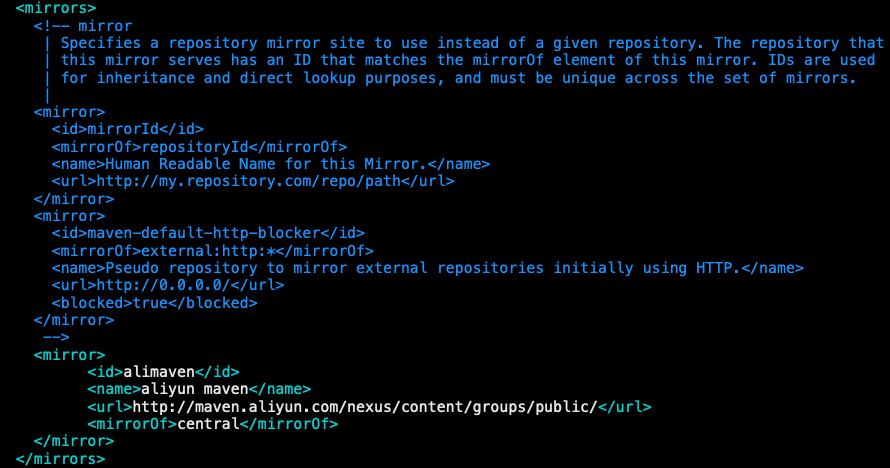 <mirrors>
<!-- mirror
| Specifies a repository mirror site to use instead of a given repository. The repository that
| this mirror serves has an ID that matches the mirrorOf element of this mirror. IDs are used
| for inheritance and direct lookup purposes, and must be unique across the set of mirrors.
|
<mirror>
<id>mirrorId</id>
<mirrorOf>repositoryId</mirrorOf>
<name>Human Readable Name for this Mirror.</name>
<url>http://my.repository.com/repo/path</url>
</mirror>
<mirror>
<id>maven-default-http-blocker</id>
<mirrorOf>external:http:*</mirrorOf>
<name>Pseudo repository to mirror external repositories initially using HTTP.</name>
<url>http://0.0.0.0/</url>
<blocked>true</blocked>
</mirror>
-->
<mirror>
<id>alimaven</id>
<name>aliyun maven</name>
<url>http://maven.aliyun.com/nexus/content/groups/public/</url>
<mirrorOf>central</mirrorOf>
</mirror>
</mirrors>